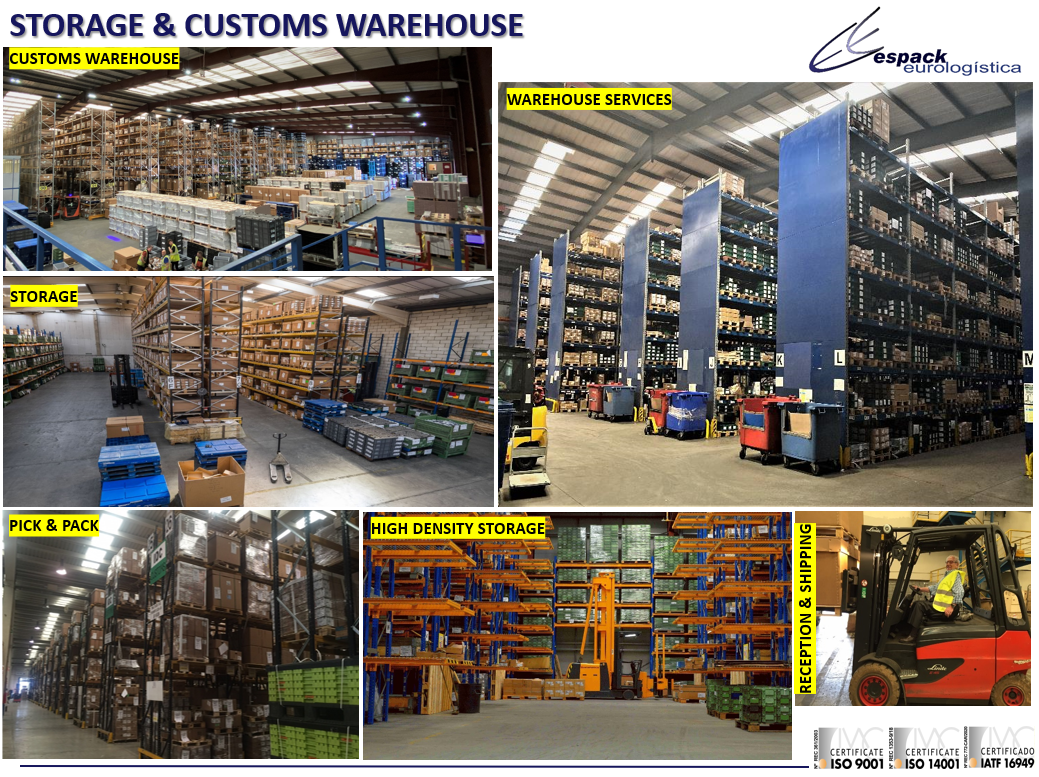 STORAGE & CUSTOMS WAREHOUSE
espack
eurologística
CUSTOMS WAREHOUSE
WAREHOUSE SERVICES
STORAGE
K
L
M
J
PICK & PACK
HIGH DENSITY STORAGE
RECEPTION & SHIPPING
Linde
CERTIFICATE
ISO 9001
CERTIFICATE
ISO 14001
CERTIFICADO
IATF 16949